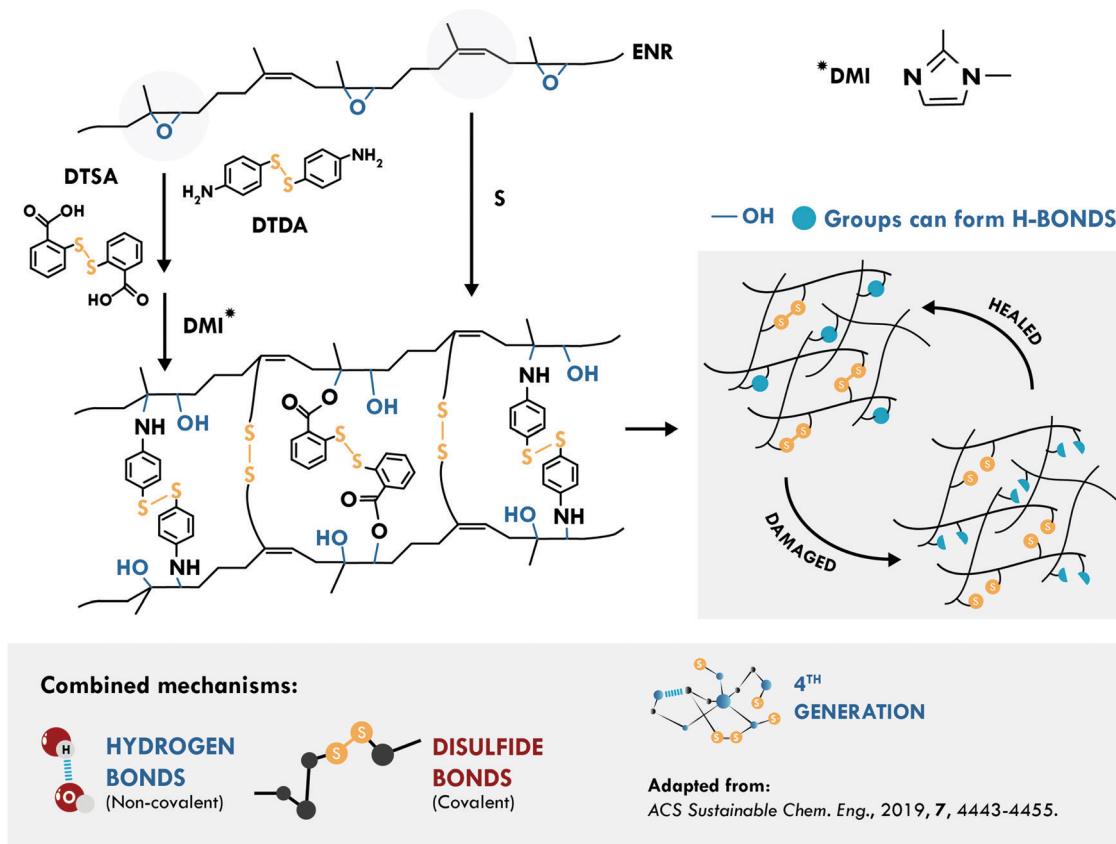 ENR
O
O
O
*DMI
N
N
DTSA
O
OH
S
S
HO
O
H₂N
S
S
NH₂
DTDA
S
DMI*
—OH Groups can form H-BONDS
NH
OH
S
S
NH
HO
S
S
O
O
OH
S
S
O
O
HO
S
S
NH
OH
S
S
HO
NH
S
S
S
S
S
S
HEALED
DAMAGED
S
S
S
S
S
S
Combined mechanisms:
H
O
HYDROGEN
BONDS
(Non-covalent)
S
S
DISULFIDE
BONDS
(Covalent)
S
S
S
S
S
4TH
GENERATION
Adapted from:
ACS Sustainable Chem. Eng., 2019, 7, 4443-4455.